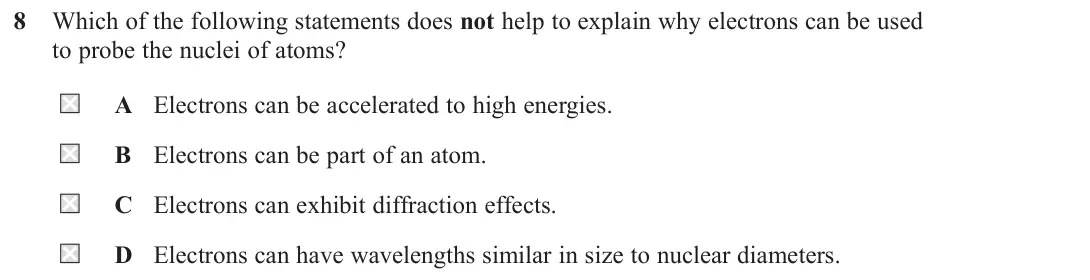 8 Which of the following statements does not help to explain why electrons can be used
to probe the nuclei of atoms?
A Electrons can be accelerated to high energies.
B Electrons can be part of an atom.
C Electrons can exhibit diffraction effects.
D Electrons can have wavelengths similar in size to nuclear diameters.